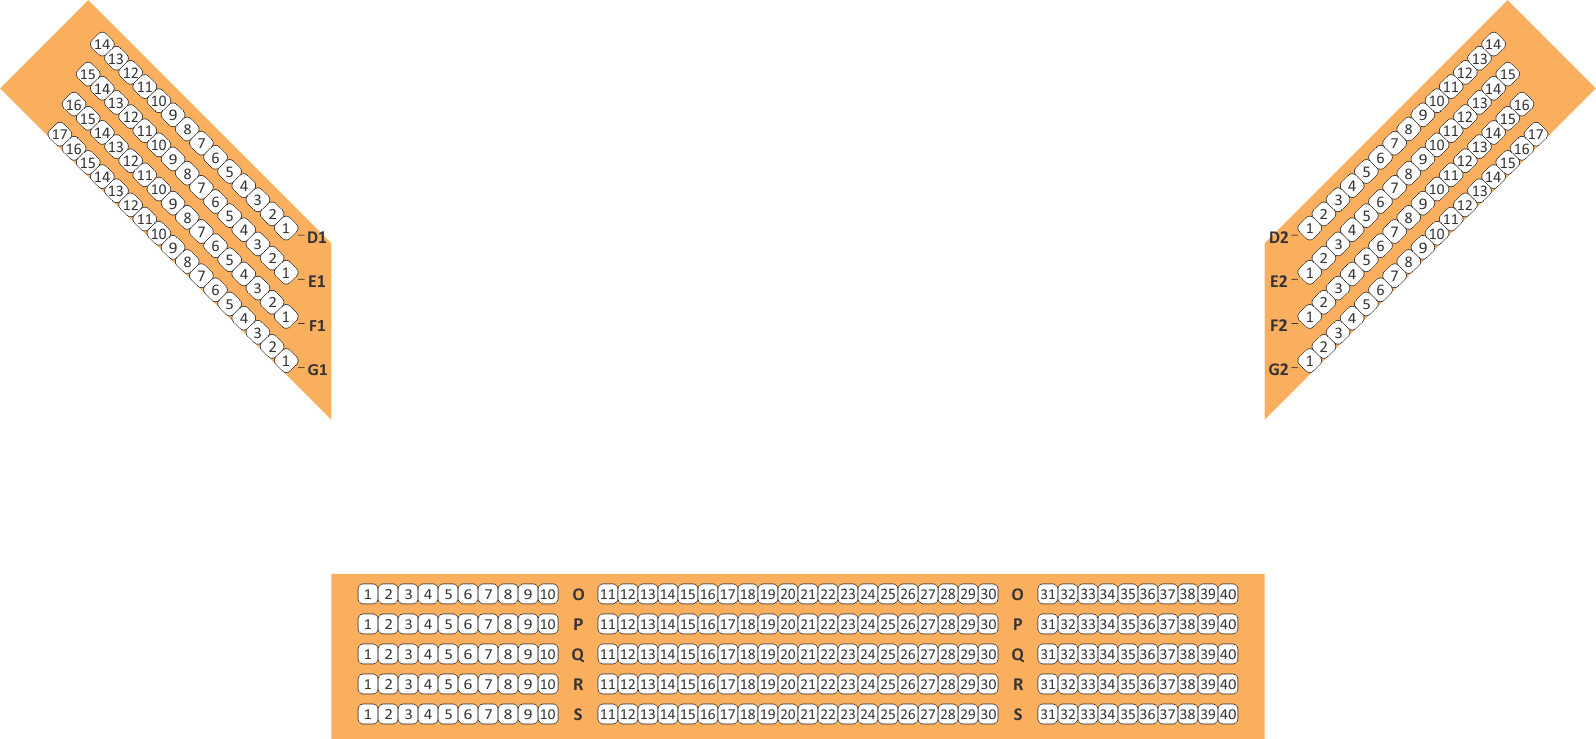 14 13 12 11 10 9 8 7 6 5 4 3 2 1 D1
15 14 13 12 11 10 9 8 7 6 5 4 3 2 1 E1
16 15 14 13 12 11 10 9 8 7 6 5 4 3 2 1 F1
17 16 15 14 13 12 11 10 9 8 7 6 5 4 3 2 1 G1
D2 1 2 3 4 5 6 7 8 9 10 11 12 13 14
E2 1 2 3 4 5 6 7 8 9 10 11 12 13 14 15
F2 1 2 3 4 5 6 7 8 9 10 11 12 13 14 15 16
G2 1 2 3 4 5 6 7 8 9 10 11 12 13 14 15 16 17
1 2 3 4 5 6 7 8 9 10 O 11 12 13 14 15 16 17 18 19 20 21 22 23 24 25 26 27 28 29 30 O 31 32 33 34 35 36 37 38 39 40
1 2 3 4 5 6 7 8 9 10 P 11 12 13 14 15 16 17 18 19 20 21 22 23 24 25 26 27 28 29 30 P 31 32 33 34 35 36 37 38 39 40
1 2 3 4 5 6 7 8 9 10 Q 11 12 13 14 15 16 17 18 19 20 21 22 23 24 25 26 27 28 29 30 Q 31 32 33 34 35 36 37 38 39 40
1 2 3 4 5 6 7 8 9 10 R 11 12 13 14 15 16 17 18 19 20 21 22 23 24 25 26 27 28 29 30 R 31 32 33 34 35 36 37 38 39 40
1 2 3 4 5 6 7 8 9 10 S 11 12 13 14 15 16 17 18 19 20 21 22 23 24 25 26 27 28 29 30 S 31 32 33 34 35 36 37 38 39 40